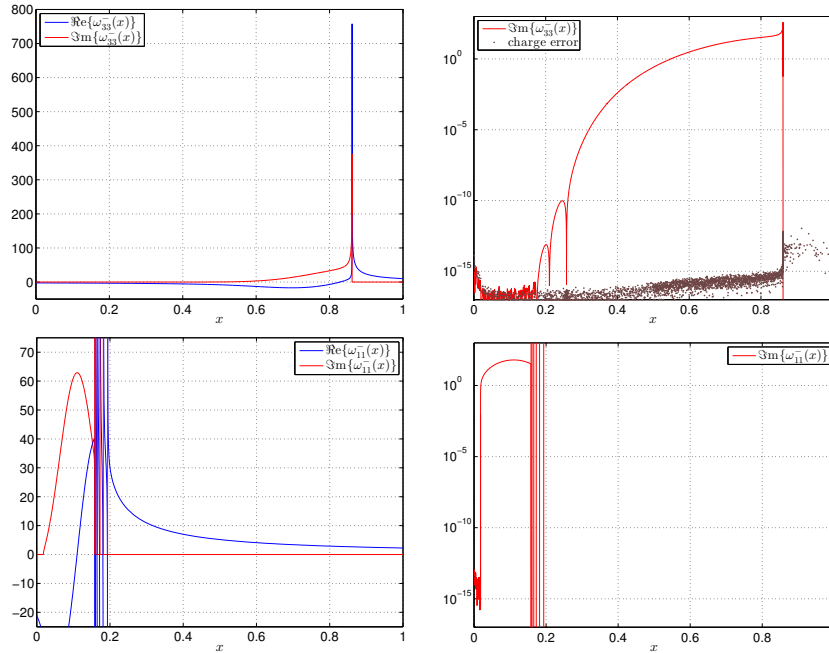 800
700
600
500
400
300
200
100
0
0 0.2 0.4 0.6 0.8 1
x
ℜe{ω₃₃⁻(x)}
ℑm{ω₃₃⁻(x)}
10⁰
10⁻⁵
10⁻¹⁰
10⁻¹⁵
0 0.2 0.4 0.6 0.8
x
ℑm{ω₃₃⁻(x)}
charge error
70
60
50
40
30
20
10
0
-10
-20
0 0.2 0.4 0.6 0.8 1
x
ℜe{ω₁₁⁻(x)}
ℑm{ω₁₁⁻(x)}
10⁰
10⁻⁵
10⁻¹⁰
10⁻¹⁵
0 0.2 0.4 0.6 0.8
x
ℑm{ω₁₁⁻(x)}